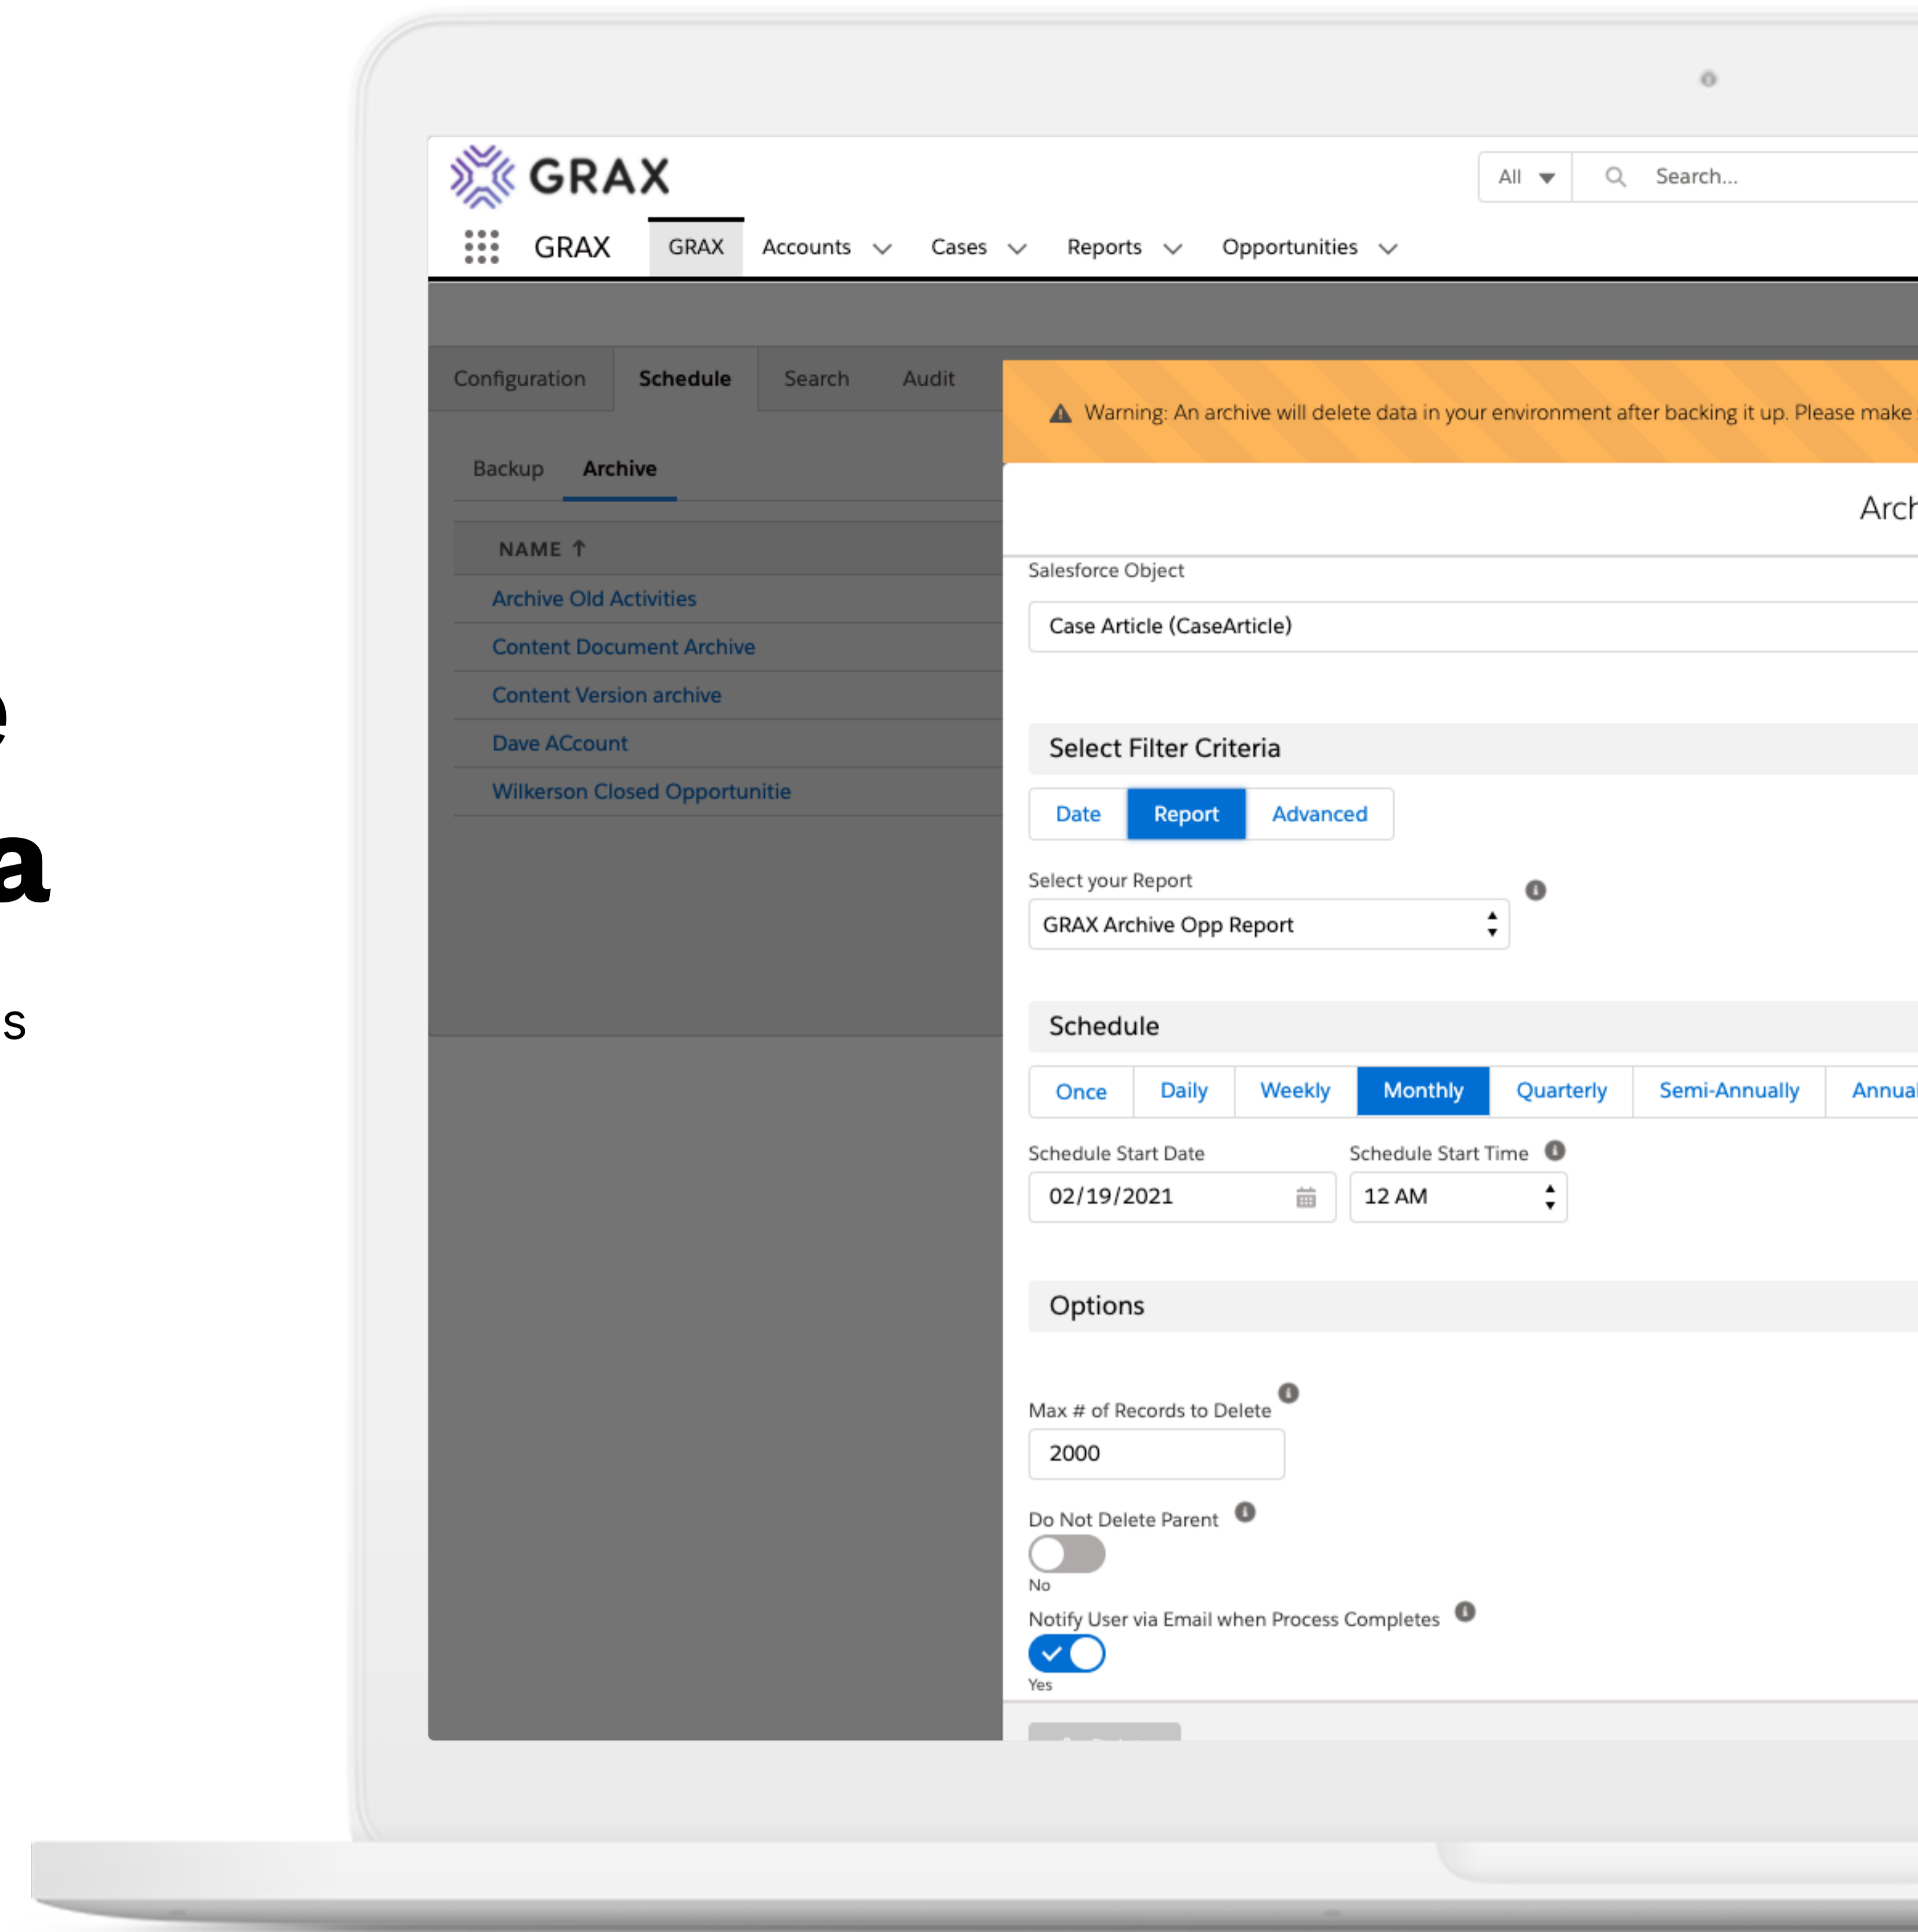 e
a
s
GRAX
All Search...
GRAX GRAX Accounts Cases Reports Opportunities
Configuration Schedule Search Audit
Warning: An archive will delete data in your environment after backing it up. Please make
Backup Archive
NAME ↑
Archive Old Activities
Content Document Archive
Content Version archive
Dave ACcount
Wilkerson Closed Opportunitie
Arch
Salesforce Object
Case Article (CaseArticle)
Select Filter Criteria
Date Report Advanced
Select your Report
GRAX Archive Opp Report
Schedule
Once Daily Weekly Monthly Quarterly Semi-Annually Annual
Schedule Start Date Schedule Start Time
02/19/2021 12 AM
Options
Max # of Records to Delete
2000
Do Not Delete Parent
No
Notify User via Email when Process Completes
Yes